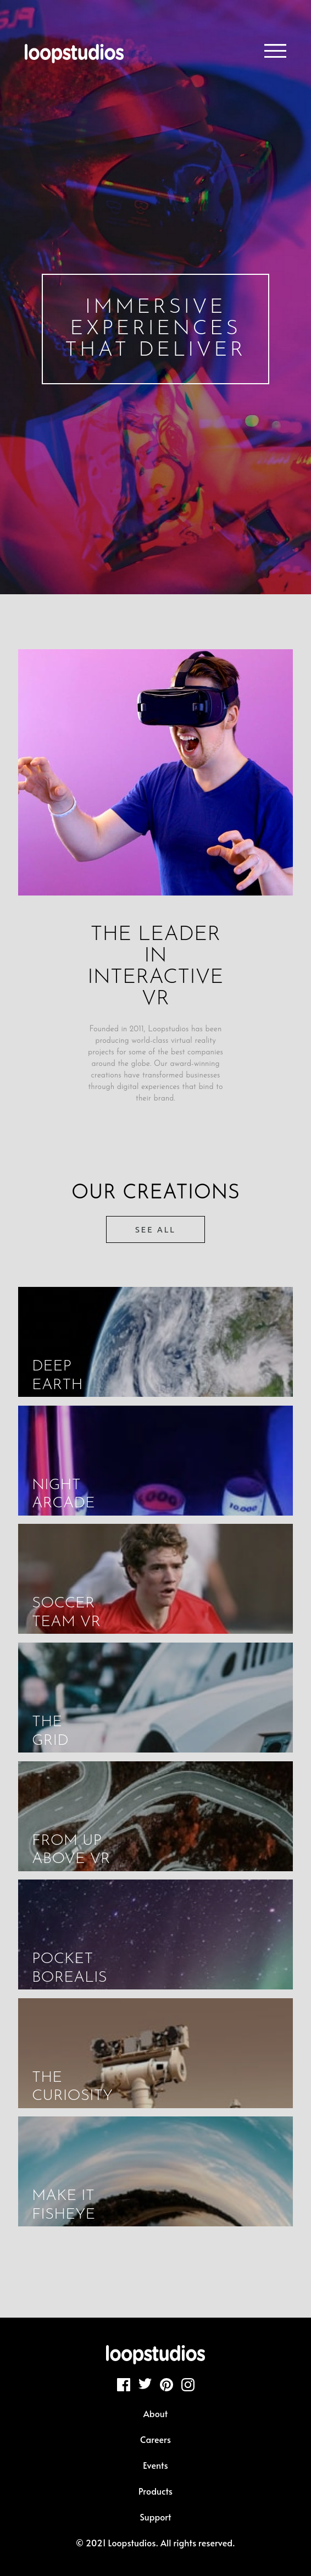 loopstudios
IMMERSIVE
EXPERIENCES
THAT DELIVER
THE LEADER
IN
INTERACTIVE
VR
Founded in 2011, Loopstudios has been
producing world-class virtual reality
projects for some of the best companies
around the globe. Our award-winning
creations have transformed businesses
through digital experiences that bind to
their brand.
OUR CREATIONS
SEE ALL
DEEP
EARTH
10,000
NIGHT
ARCADE
SOCCER
TEAM VR
THE
GRID
FROM UP
ABOVE VR
POCKET
BOREALIS
THE
CURIOSITY
MAKE IT
FISHEYE
loopstudios
About
Careers
Events
Products
Support
© 2021 Loopstudios. All rights reserved.